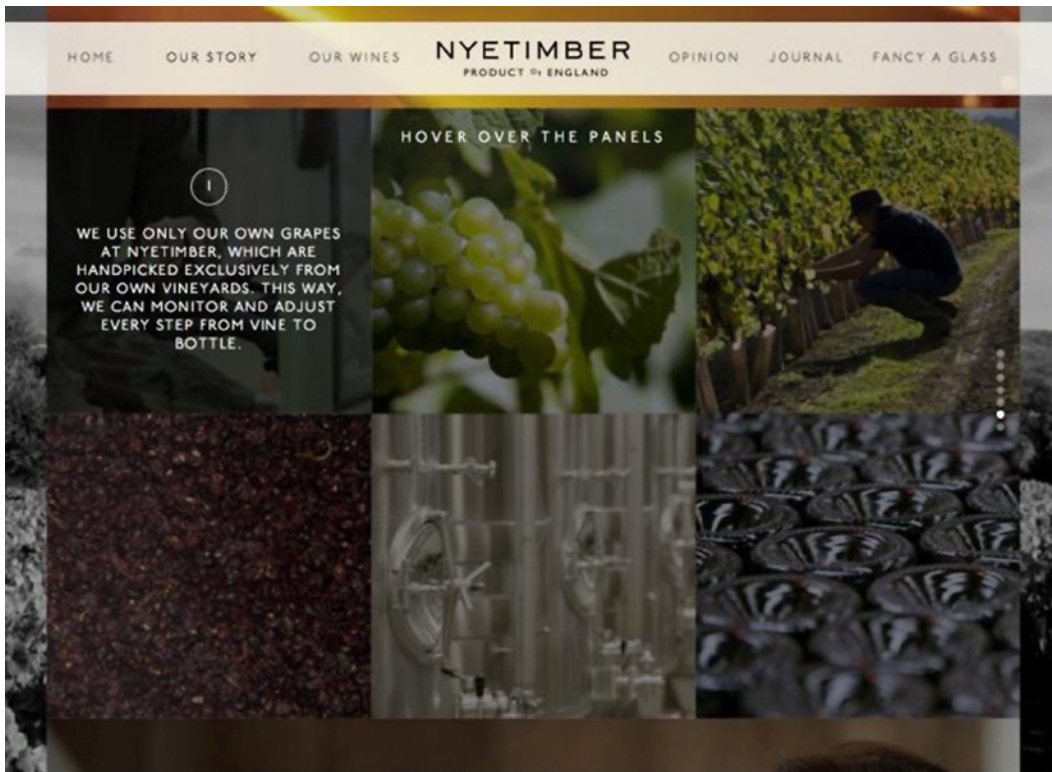 HOME
OUR STORY
OUR WINES
NYETIMBER
PRODUCT OF ENGLAND
OPINION
JOURNAL
FANCY A GLASS
HOVER OVER THE PANELS
1
WE USE ONLY OUR OWN GRAPES
AT NYETIMBER, WHICH ARE
HANDPICKED EXCLUSIVELY FROM
OUR OWN VINEYARDS. THIS WAY,
WE CAN MONITOR AND ADJUST
EVERY STEP FROM VINE TO
BOTTLE.